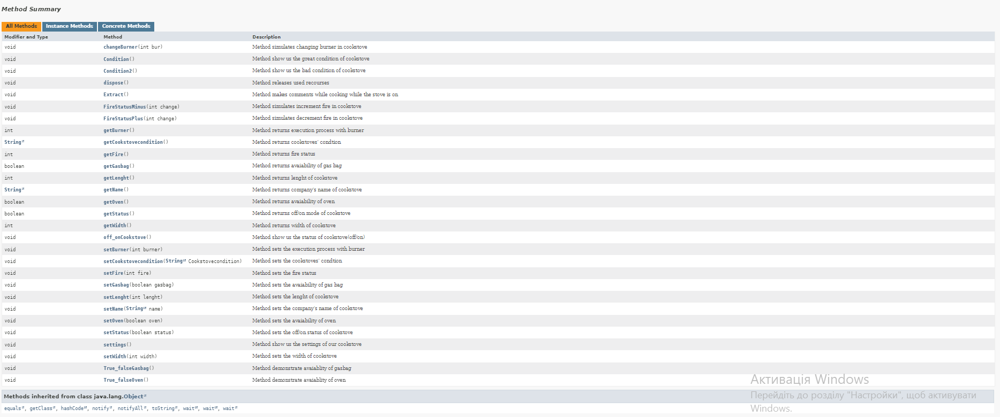 Method Summary
All Methods Instance Methods Concrete Methods
Modifier and Type Method Description
void changeBurner(int bur) Method simulates changing burner in cookstove
void Condition() Method show us the great condition of cookstove
void Condition2() Method show us the bad condition of cookstove
void dispose() Method releases used recourses
void Extract() Method makes comments while cooking while the stove is on
void FireStatusMinus(int change) Method simulates increment fire in cookstove
void FireStatusPlus(int change) Method simulates decrement fire in cookstove
int getBurner() Method returns execution process with burner
String getCookstovecondition() Method returns cookstoves' condtion
int getFire() Method returns fire status
boolean getGasbag() Method returns avaiability of gas bag
int getLenght() Method returns lenght of cookstove
String getName() Method returns company's name of cookstove
boolean getOven() Method returns avaiability of oven
boolean getStatus() Method returns off/on mode of cookstove
int getWidth() Method returns width of cookstove
void off_onCookstove() Method show us the status of cookstove(off/on)
void setBurner(int burner) Method sets the execution process with burner
void setCookstovecondition(String Cookstovecondition) Method sets the cookstoves' condtion
void setFire(int fire) Method sets the fire status
void setGasbag(boolean gasbag) Method sets the avaiability of gas bag
void setLenght(int lenght) Method sets the lenght of cookstove
void setName(String name) Method sets the company's name of cookstove
void setOven(boolean oven) Method sets the avaiability of oven
void setStatus(boolean status) Method sets the off/on status of cookstove
void settings() Method show us the settings of our cookstove
void setWidth(int width) Method sets the width of cookstove
void True_falseGasbag() Method demonstrate avaiablity of gasbag
void True_falseOven() Method demonstrate avaiablity of oven
Активація Windows
Methods inherited from class java.lang.Object
Перейдіть до розділу "Настройки", щоб активувати
Windows.
equals, getClass, hashCode, notify, notifyAll, toString, wait, wait, wait